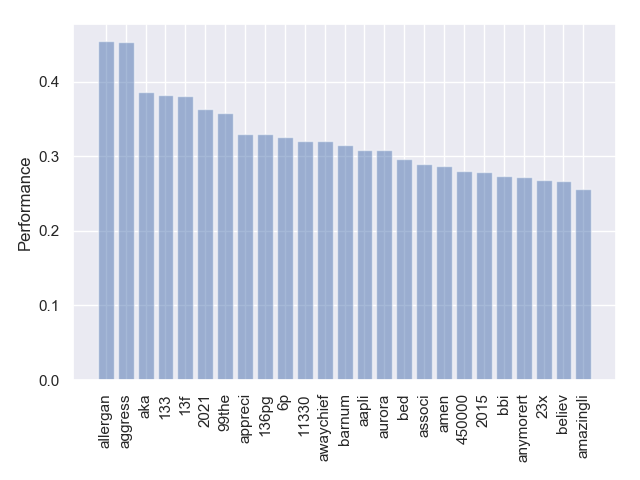 Performance
0.4
0.3
0.2
0.1
0.0
allergan
aggress
aka
133
13f
2021
99the
appreci
136pg
6p
11330
awaychief
barnum
aapli
aurora
bed
associ
amen
450000
2015
bbi
anymorert
23x
believ
amazingli